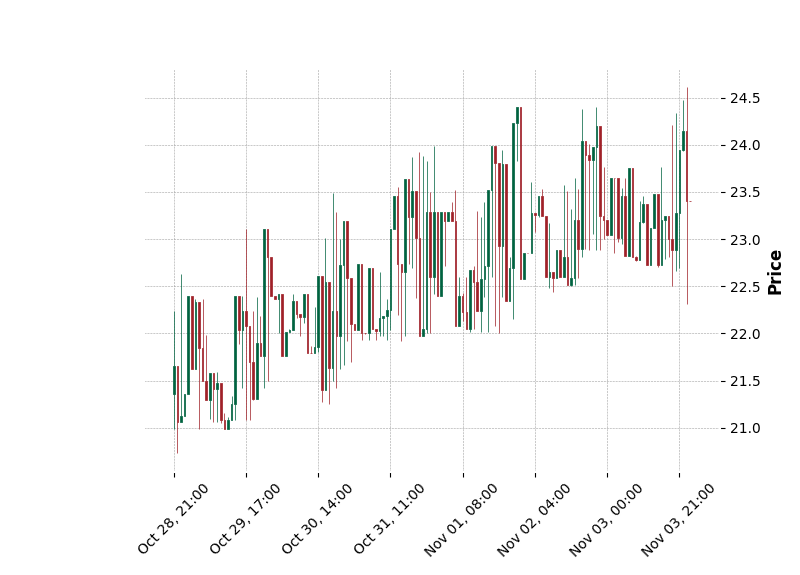 24.5
24.0
23.5
23.0
22.5
22.0
21.5
21.0
Price
Oct 28, 21:00
Oct 29, 17:00
Oct 30, 14:00
Oct 31, 11:00
Nov 01, 08:00
Nov 02, 04:00
Nov 03, 00:00
Nov 03, 21:00